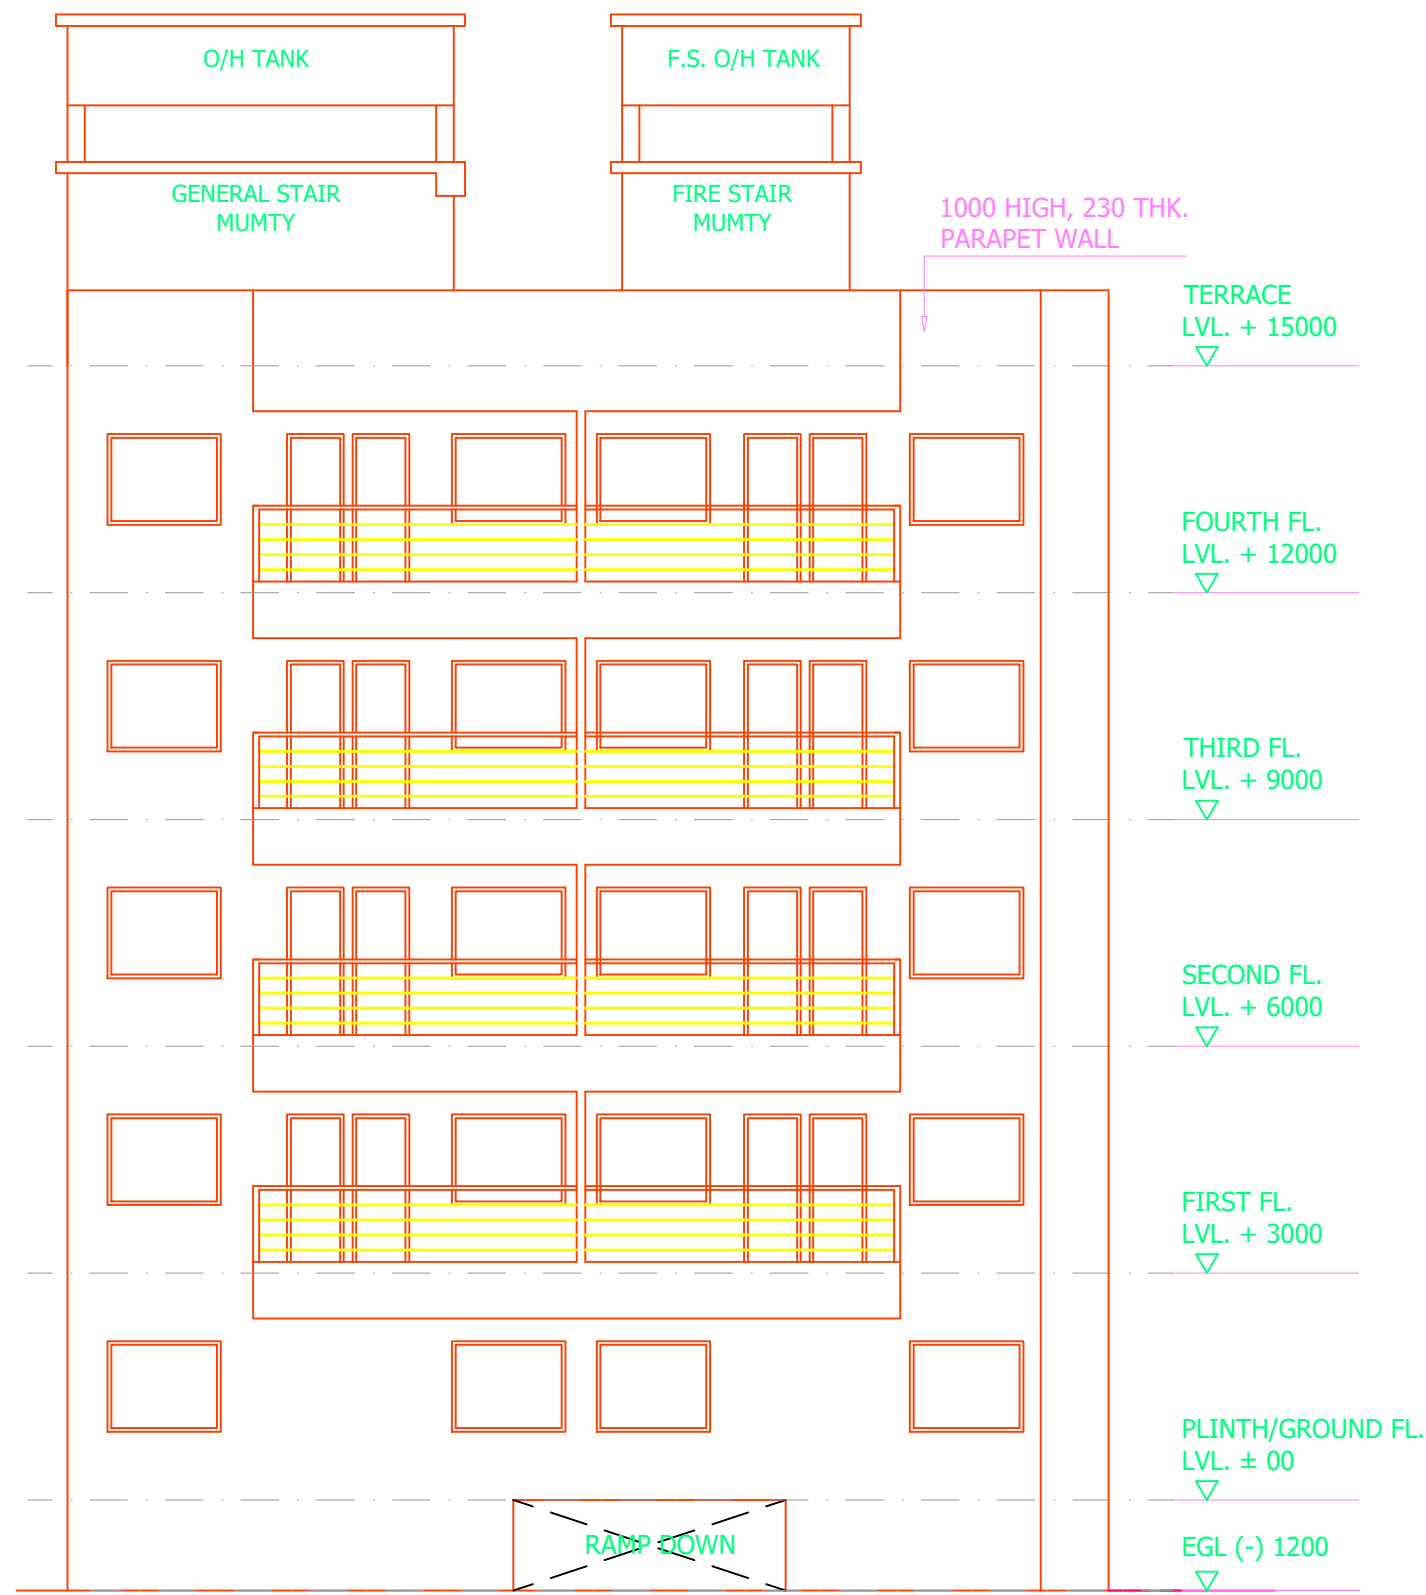 O/H TANK
F.S. O/H TANK
GENERAL STAIR
MUMTY
FIRE STAIR
MUMTY
1000 HIGH, 230 THK.
PARAPET WALL
TERRACE
LVL. + 15000
FOURTH FL.
LVL. + 12000
THIRD FL.
LVL. + 9000
SECOND FL.
LVL. + 6000
FIRST FL.
LVL. + 3000
PLINTH/GROUND FL.
LVL. ± 00
RAMP DOWN
EGL (-) 1200